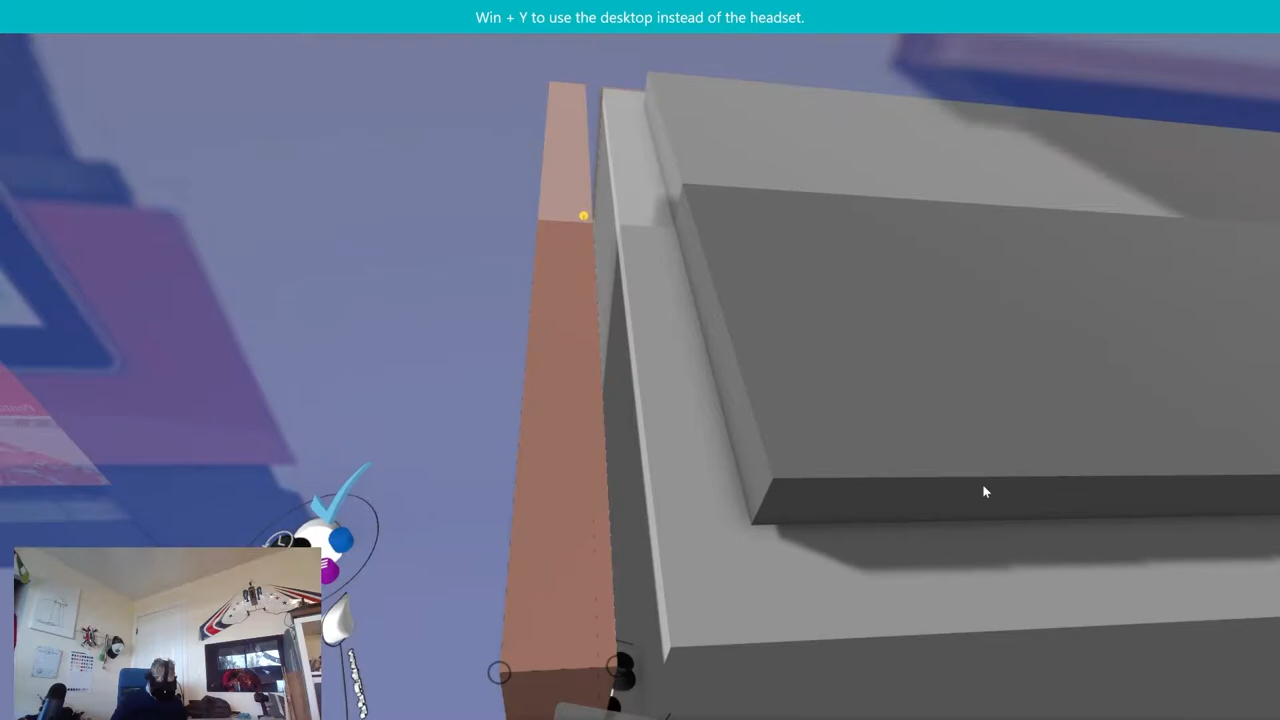 Win + Y to use the desktop instead of the headset.